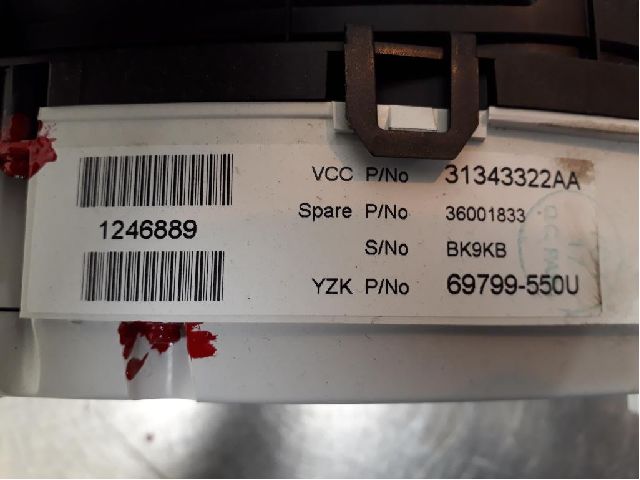 VCC P/No 31343322AA
Spare P/No 36001833
1246889
S/No BK9KB
YZK P/No 69799-550U